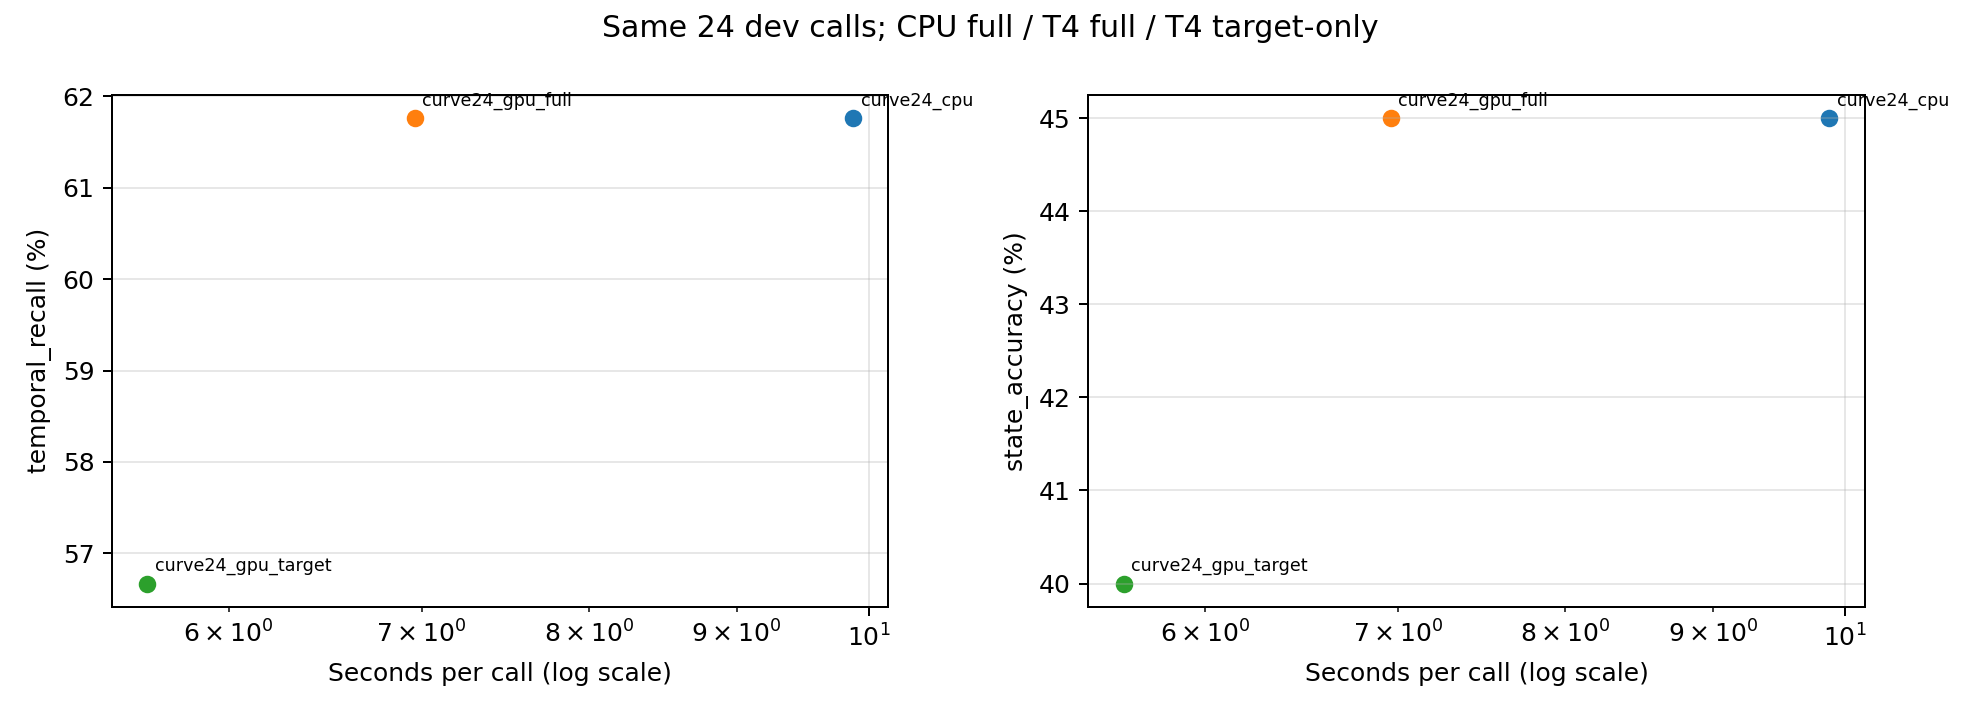 Same 24 dev calls; CPU full / T4 full / T4 target-only
temporal_recall (%)
62
61
60
59
58
57
curve24_gpu_full
curve24_cpu
curve24_gpu_target
6 × 10⁰
7 × 10⁰
8 × 10⁰
9 × 10⁰
10¹
Seconds per call (log scale)
state_accuracy (%)
45
44
43
42
41
40
curve24_gpu_full
curve24_cpu
curve24_gpu_target
6 × 10⁰
7 × 10⁰
8 × 10⁰
9 × 10⁰
10¹
Seconds per call (log scale)